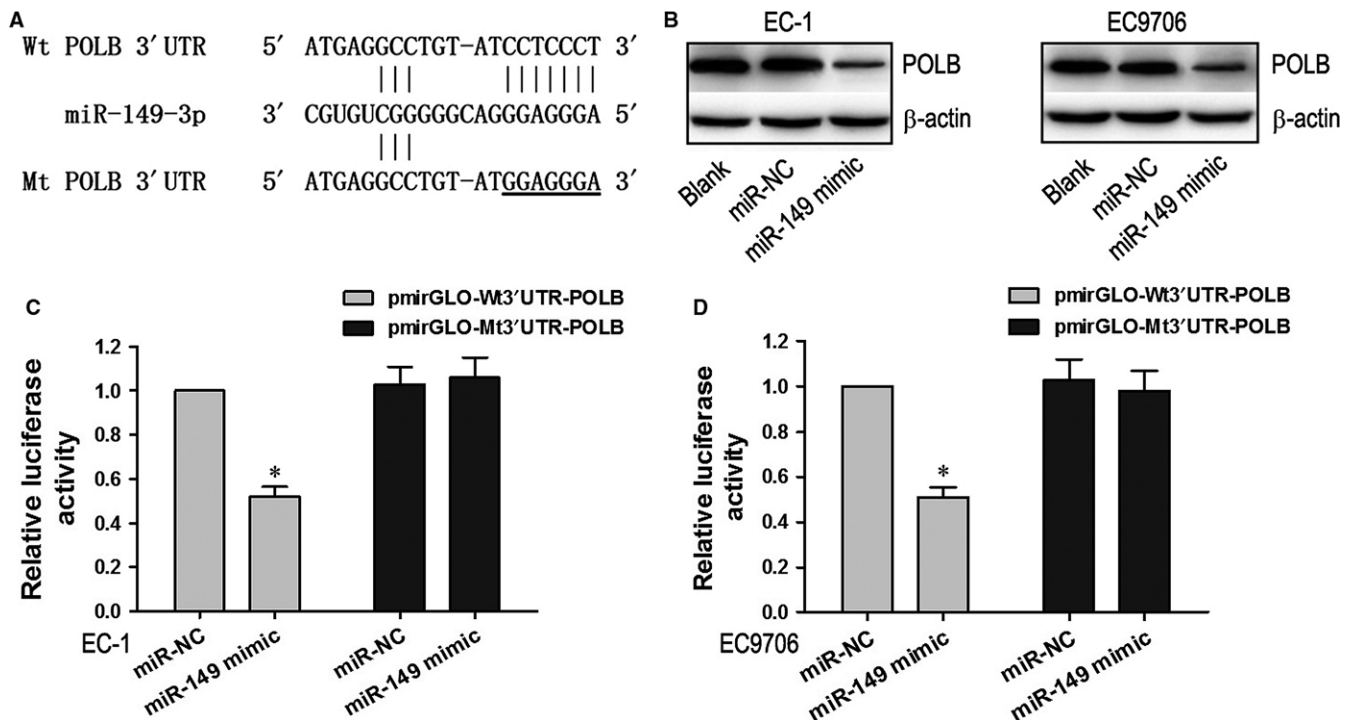 A
Wt POLB 3′UTR 5′ ATGAGGCCTGT-ATCCTCCCT 3′
miR-149-3p 3′ CGUGUCGGGGGCAGGGAGGGA 5′
Mt POLB 3′UTR 5′ ATGAGGCCTGT-ATGGAGGGA 3′
B
EC-1
POLB
β-actin
Blank
miR-NC
miR-149 mimic
EC9706
POLB
β-actin
Blank
miR-NC
miR-149 mimic
C
pmirGLO-Wt3′UTR-POLB
pmirGLO-Mt3′UTR-POLB
Relative luciferase
activity
1.2
1.0
0.8
0.6
0.4
0.2
0.0
*
EC-1
miR-NC
miR-149 mimic
miR-NC
miR-149 mimic
D
pmirGLO-Wt3′UTR-POLB
pmirGLO-Mt3′UTR-POLB
Relative luciferase
activity
1.2
1.0
0.8
0.6
0.4
0.2
0.0
*
EC9706
miR-NC
miR-149 mimic
miR-NC
miR-149 mimic